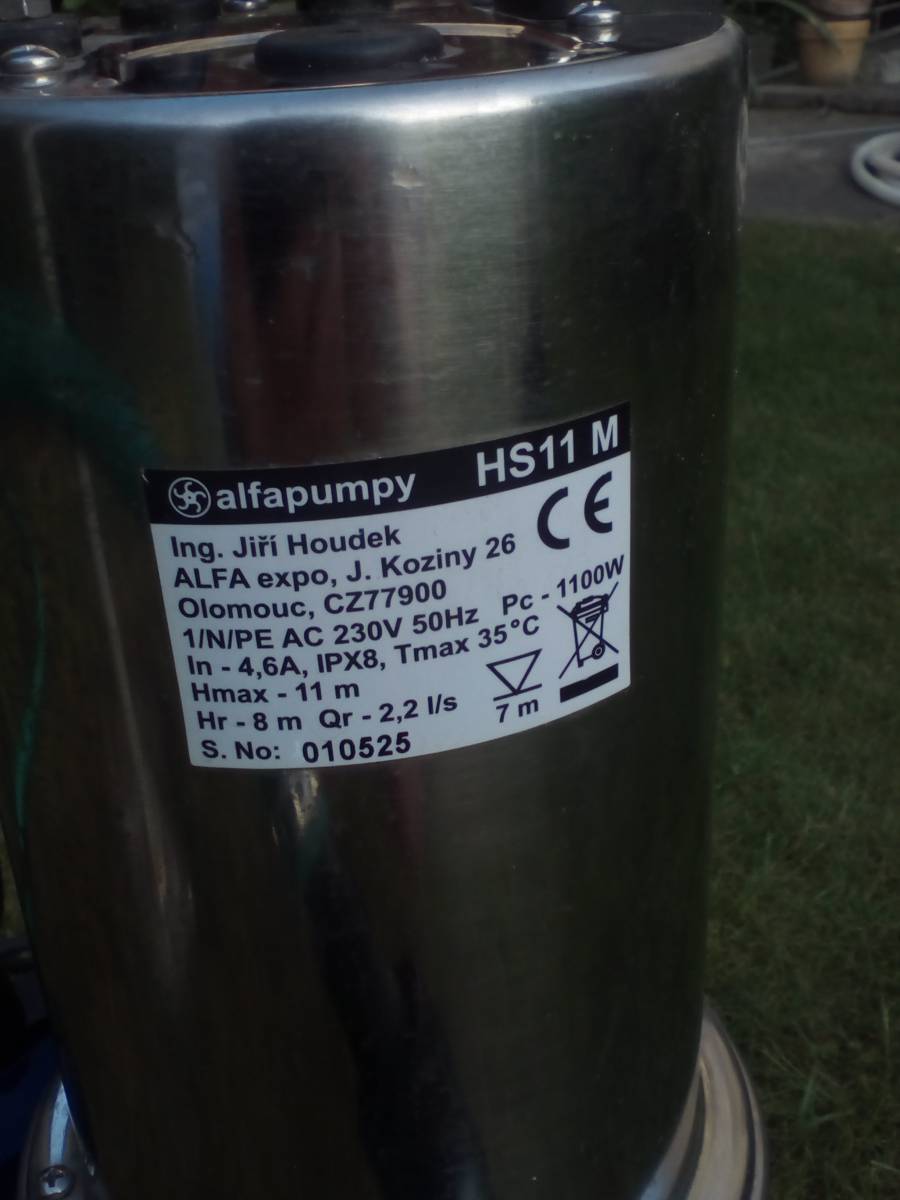 alfapumpy HS11 M
Ing. Jiří Houdek
ALFA expo, J. Koziny 26
Olomouc, CZ77900
1/N/PE AC 230V 50Hz Pc - 1100W
In - 4,6A, IPX8, Tmax 35°C
Hmax - 11 m
Hr - 8 m Qr - 2,2 l/s
7 m
S. No: 010525
CE